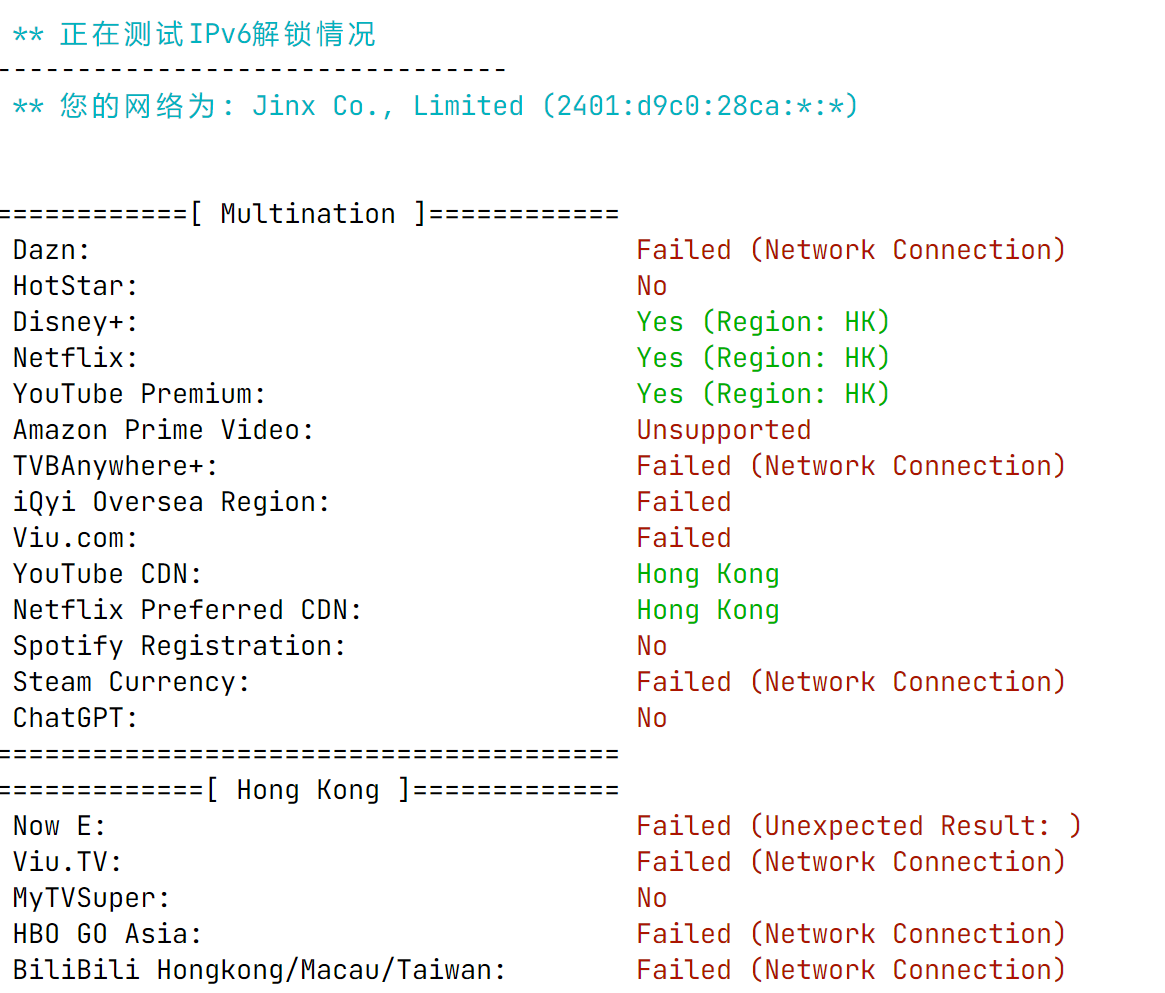 ** 正在测试IPv6解锁情况
--------------------------------
** 您的网络为: Jinx Co., Limited (2401:d9c0:28ca:*:*)
============[ Multination ]============
Dazn: Failed (Network Connection)
HotStar: No
Disney+: Yes (Region: HK)
Netflix: Yes (Region: HK)
YouTube Premium: Yes (Region: HK)
Amazon Prime Video: Unsupported
TVBAnywhere+: Failed (Network Connection)
iQyi Oversea Region: Failed
Viu.com: Failed
YouTube CDN: Hong Kong
Netflix Preferred CDN: Hong Kong
Spotify Registration: No
Steam Currency: Failed (Network Connection)
ChatGPT: No
=======================================
=============[ Hong Kong ]=============
Now E: Failed (Unexpected Result: )
Viu.TV: Failed (Network Connection)
MyTVSuper: No
HBO GO Asia: Failed (Network Connection)
BiliBili Hongkong/Macau/Taiwan: Failed (Network Connection)